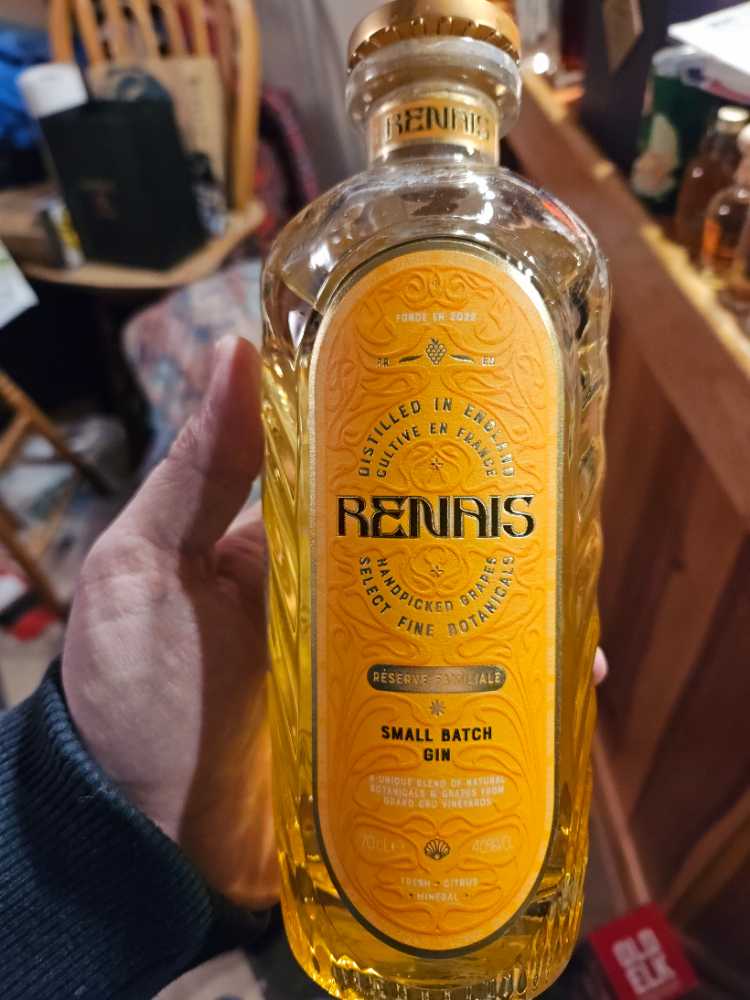 RENAIS
FONDÉ EN 2022
FR. EN.
DISTILLED IN ENGLAND
CULTIVÉ EN FRANCE
RENAIS
HANDPICKED GRAPES
SELECT FINE BOTANICALS
RÉSERVE FAMILIALE
SMALL BATCH
GIN
A UNIQUE BLEND OF NATURAL
BOTANICALS & GRAPES FROM
GRAND CRU VINEYARDS
70CL℮ 40%VOL
FRESH - CITRUS
- MINERAL -
OLD
ELK